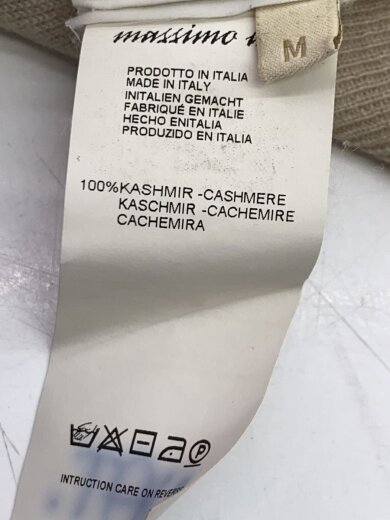 massimo
M
PRODOTTO IN ITALIA
MADE IN ITALY
INITALIEN GEMACHT
FABRIQUÉ EN ITALIE
HECHO ENITALIA
PRODUZIDO EN ITALIA
100%KASHMIR -CASHMERE
KASCHMIR -CACHEMIRE
CACHEMIRA
P
INTRUCTION CARE ON REVERSE